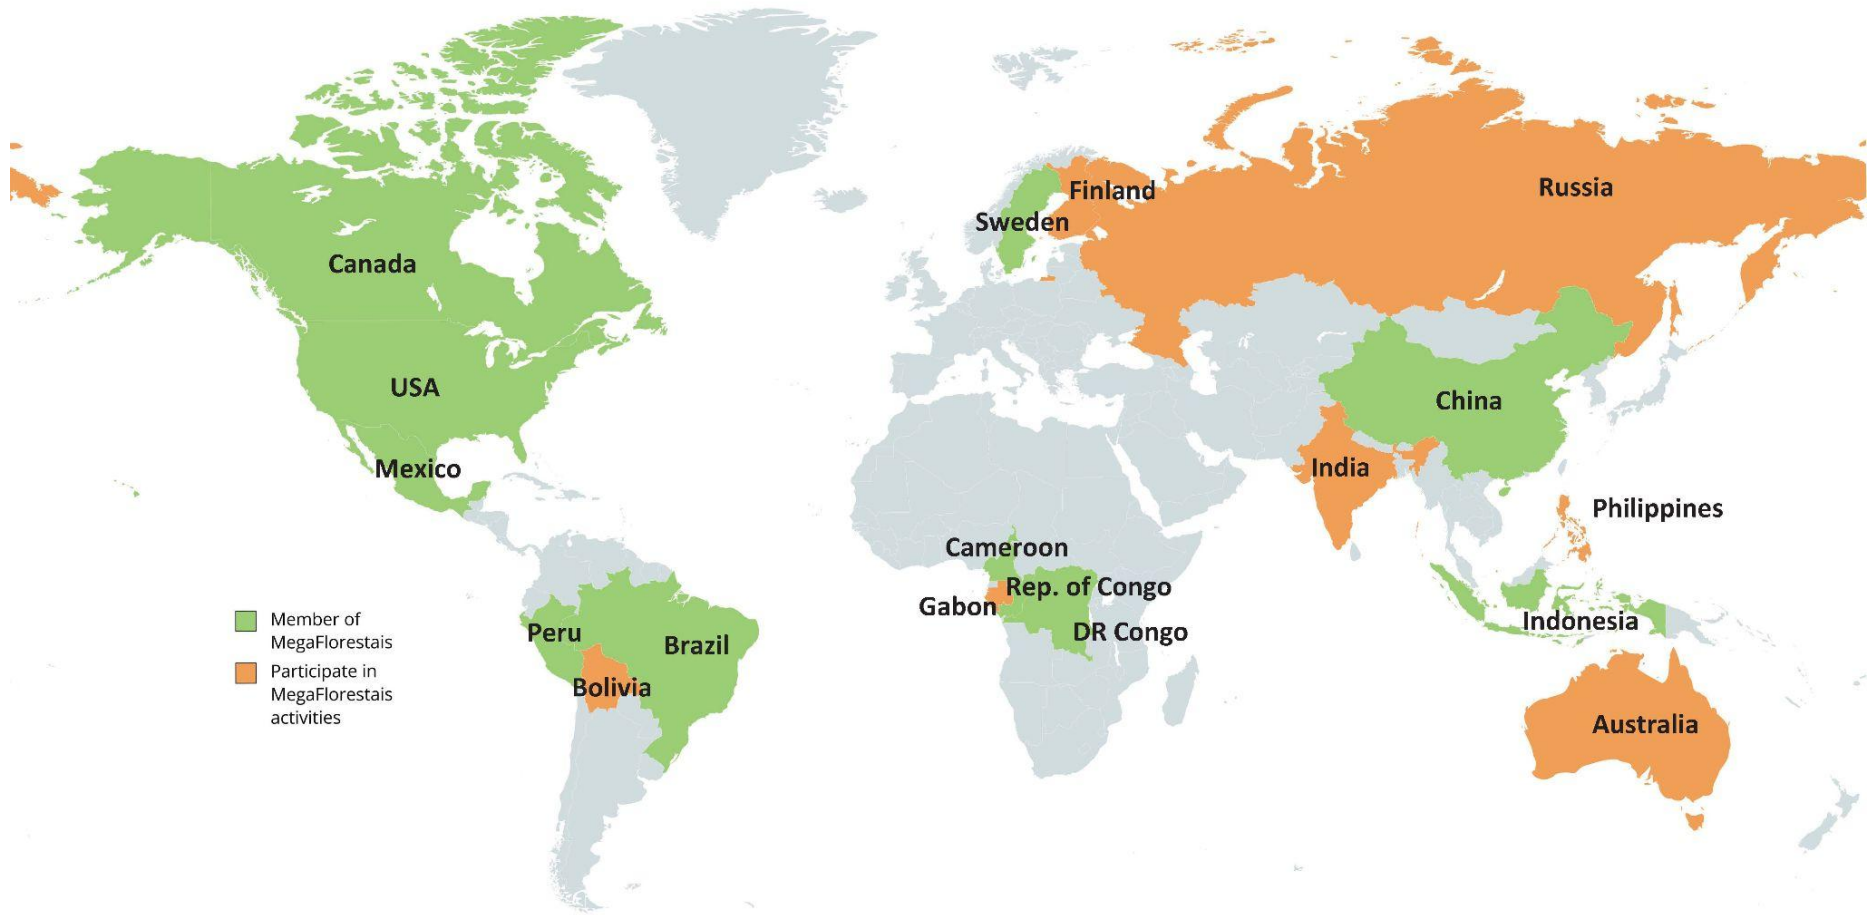 Finland
Russia
Sweden
Canada
USA
China
Mexico
India
Philippines
Cameroon
Rep. of Congo
Gabon
Member of
MegaFlorestais
Participate in
MegaFlorestais
activities
Peru
Brazil
Bolivia
DR Congo
Indonesia
Australia